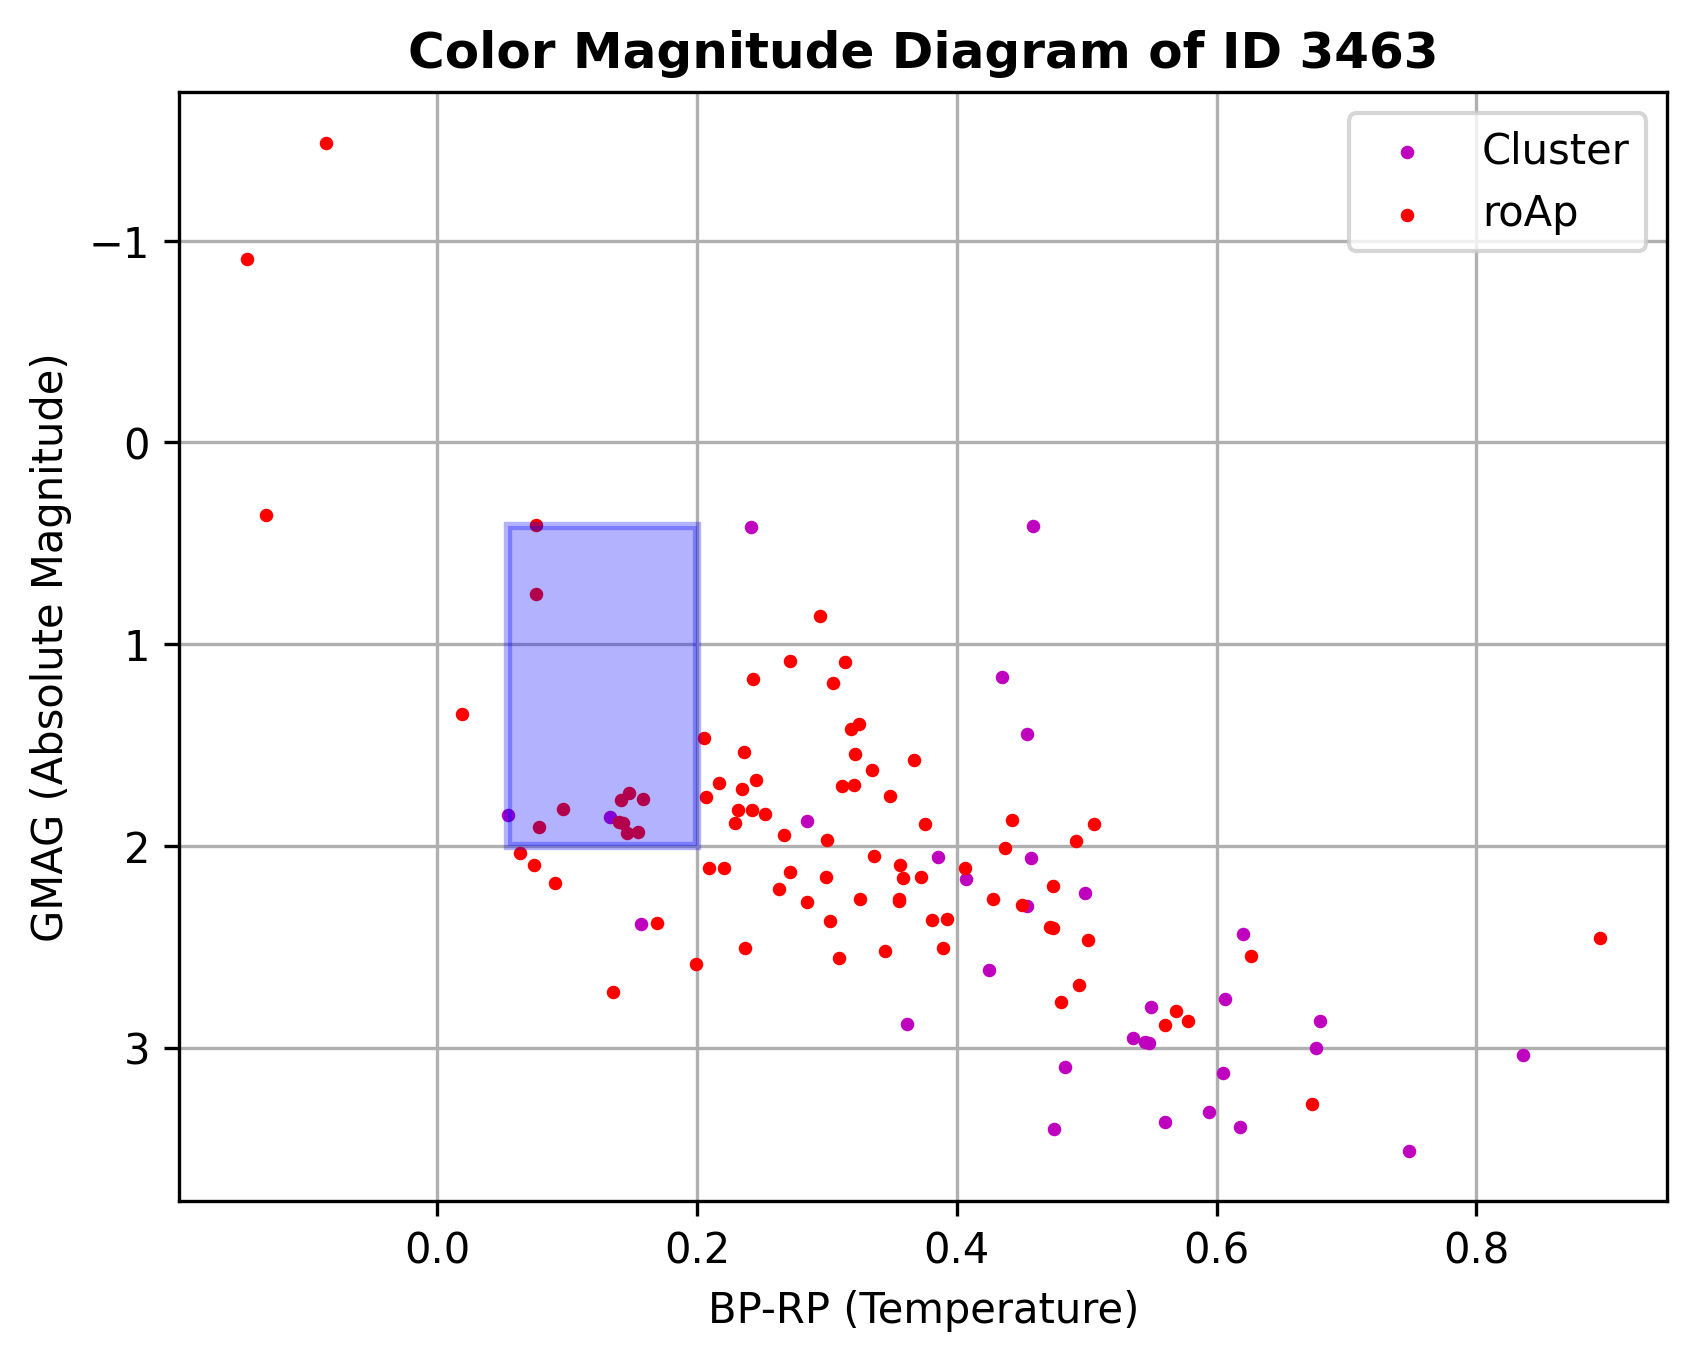 Color Magnitude Diagram of ID 3463
Cluster
roAp
−1
0
1
2
3
GMAG (Absolute Magnitude)
0.0 0.2 0.4 0.6 0.8
BP-RP (Temperature)